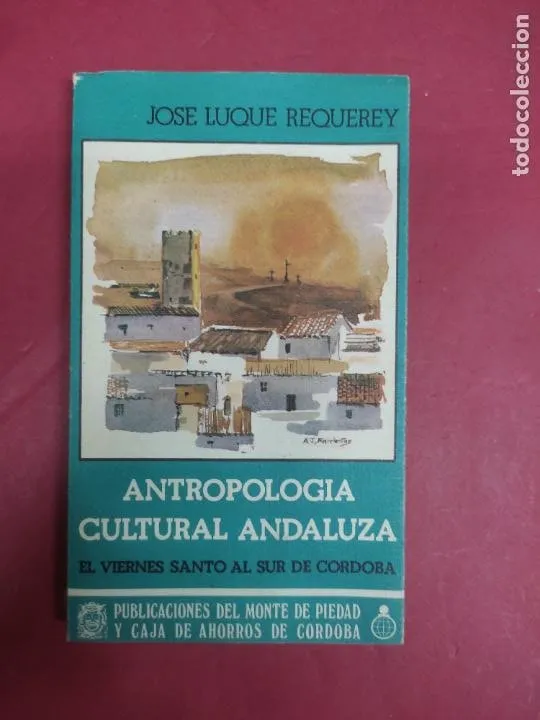 JOSE LUQUE REQUEREY
ANTROPOLOGIA
CULTURAL ANDALUZA
EL VIERNES SANTO AL SUR DE CORDOBA
PUBLICACIONES DEL MONTE DE PIEDAD
Y CAJA DE AHORROS DE CORDOBA
todocoleccion